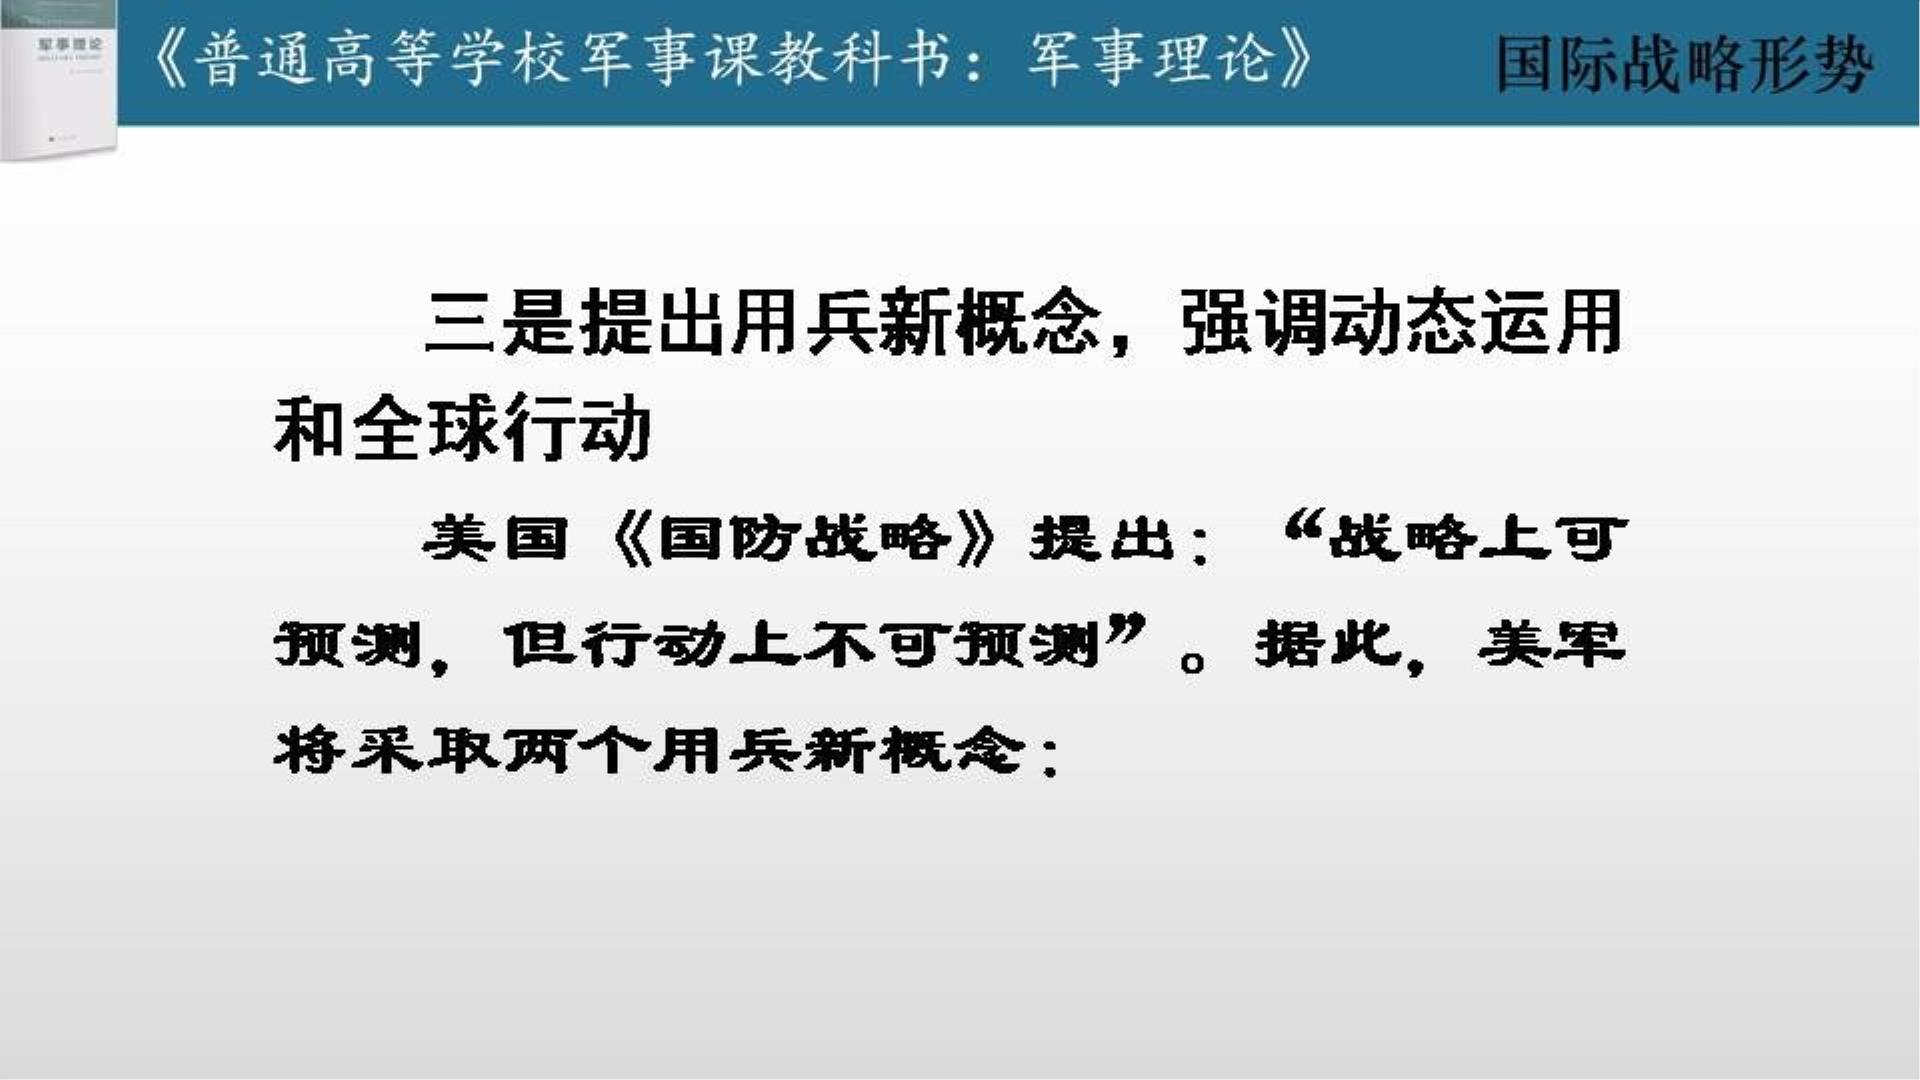 军事理论
《普通高等学校军事课教科书：军事理论》
国际战略形势
三是提出用兵新概念，强调动态运用
和全球行动
美国《国防战略》提出：“战略上可
预测，但行动上不可预测”。据此，美军
将采取两个用兵新概念：